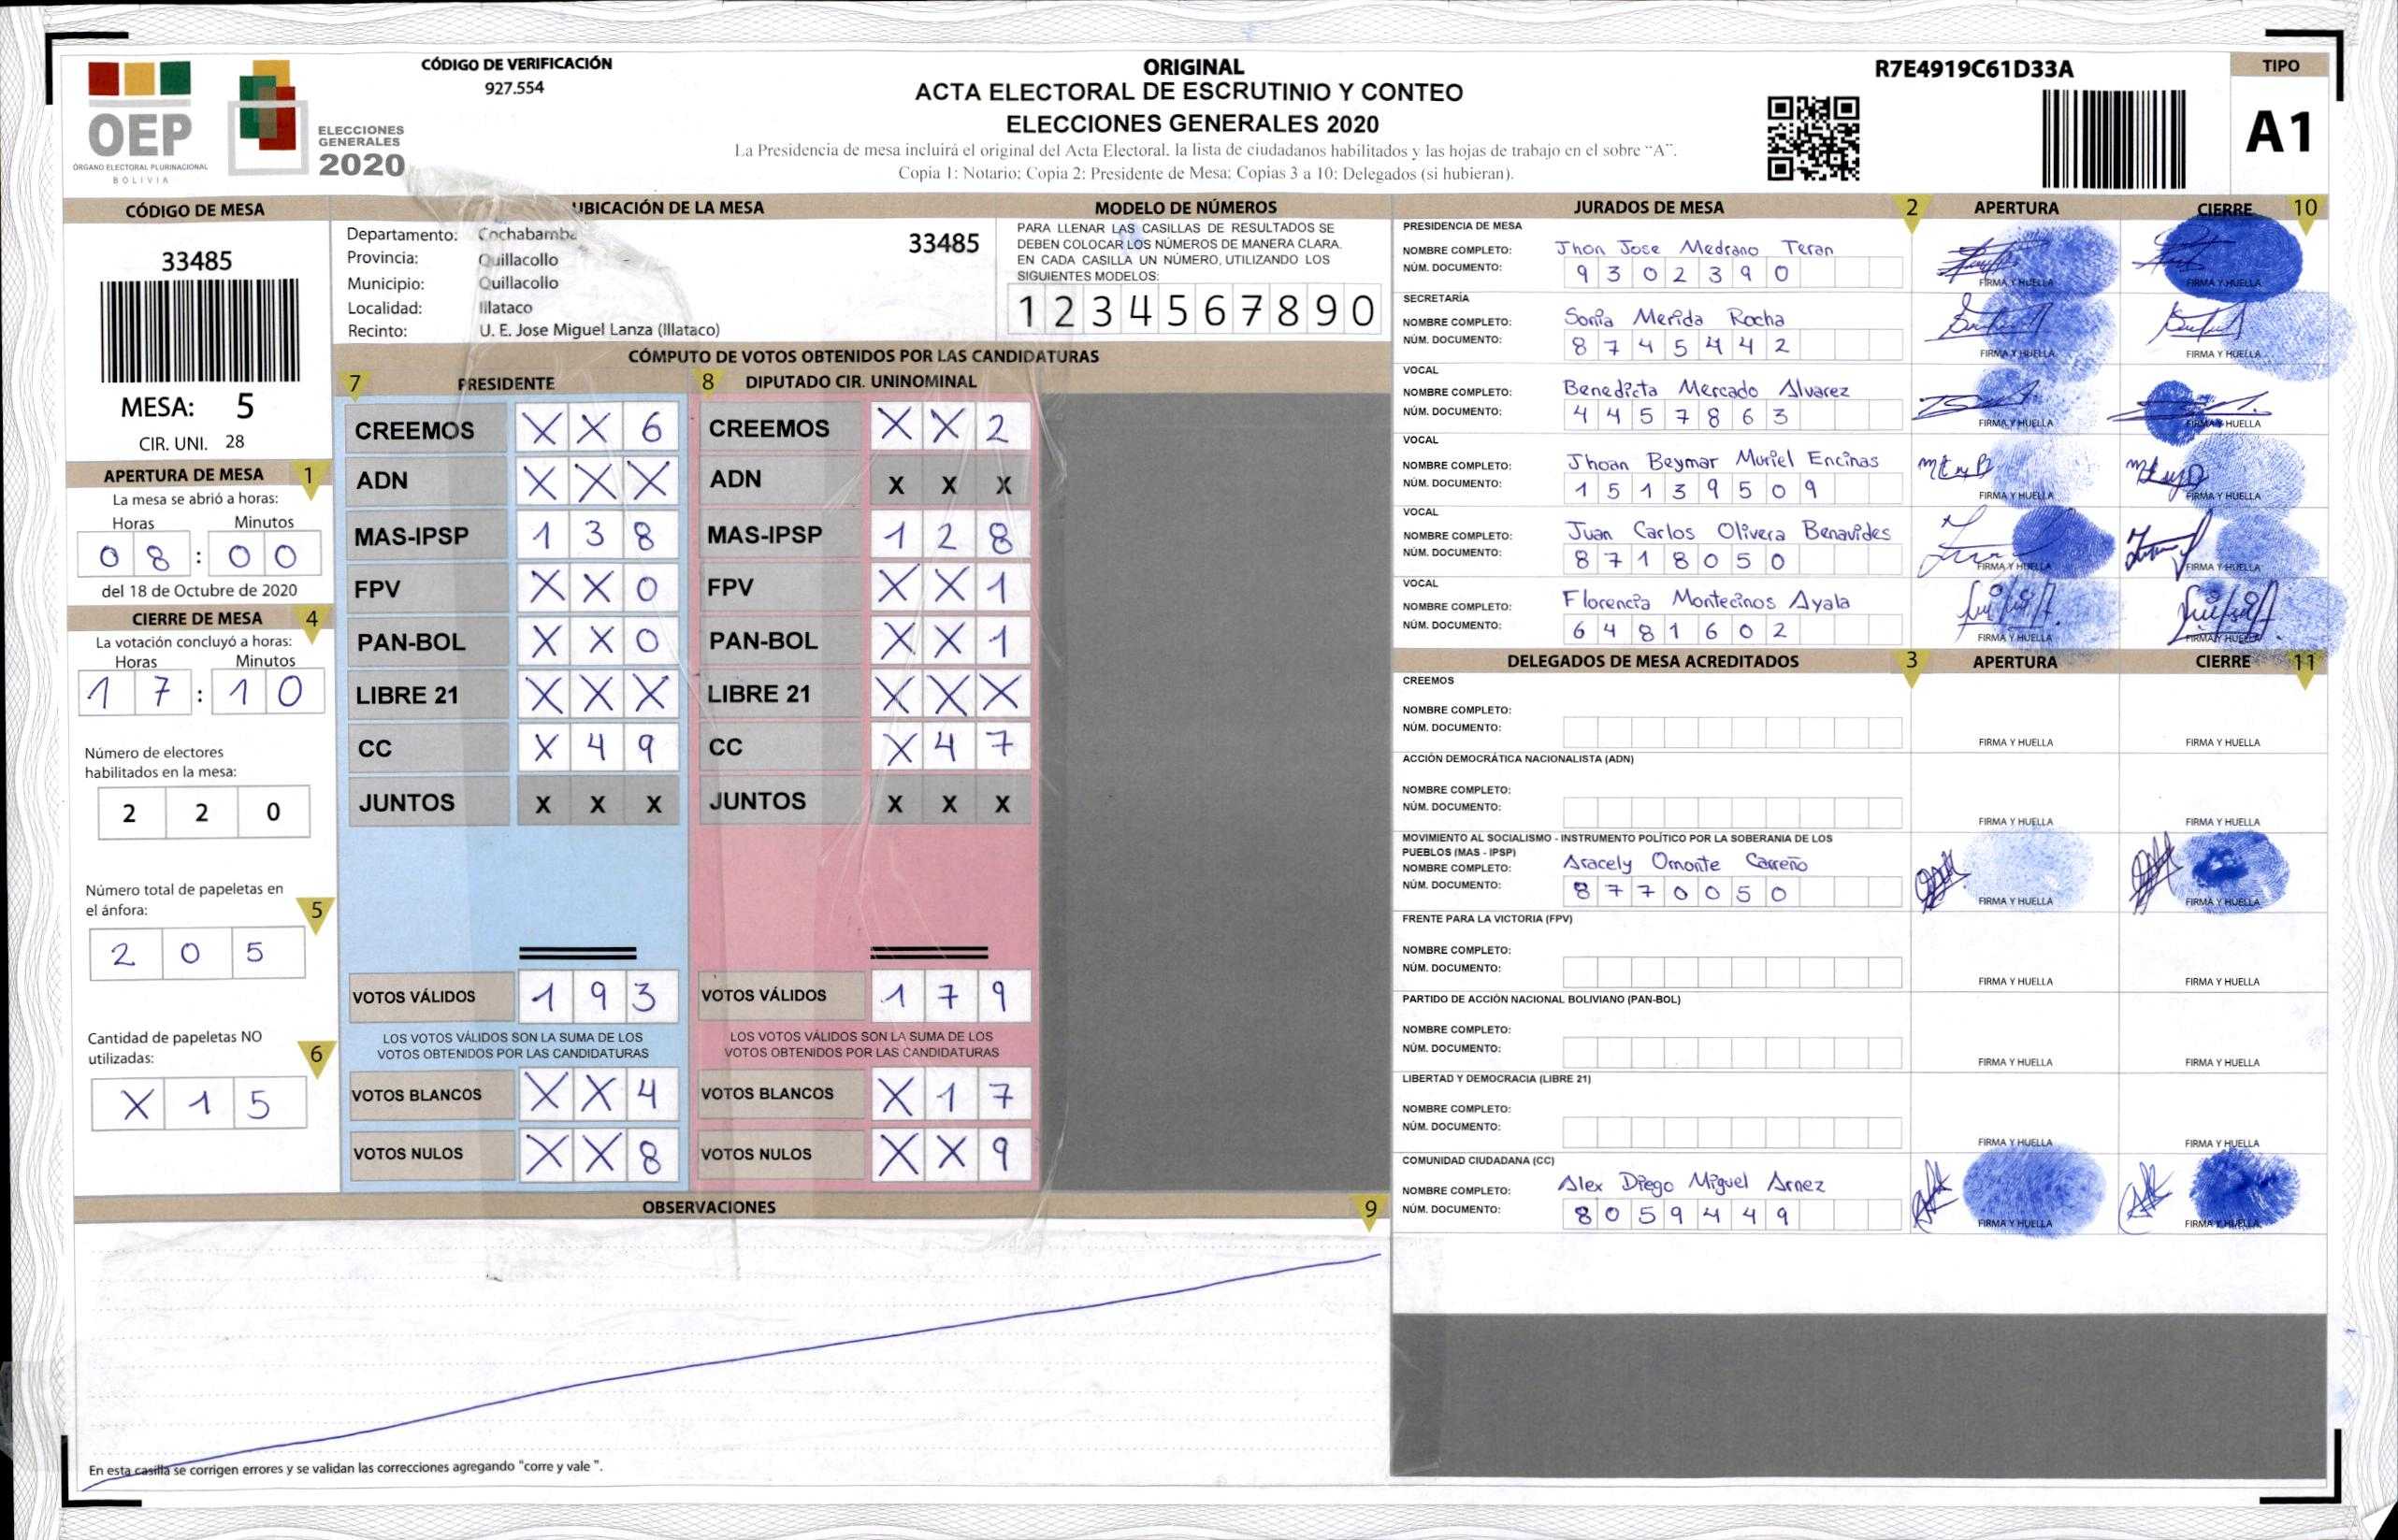 OEP
ÓRGANO ELECTORAL PLURINACIONAL
BOLIVIA
ELECCIONES
GENERALES
2020
CÓDIGO DE VERIFICACIÓN
927.554
ORIGINAL
ACTA ELECTORAL DE ESCRUTINIO Y CONTEO
ELECCIONES GENERALES 2020
La Presidencia de mesa incluirá el original del Acta Electoral, la lista de ciudadanos habilitados y las hojas de trabajo en el sobre "A".
Copia 1: Notario; Copia 2: Presidente de Mesa; Copias 3 a 10: Delegados (si hubieran).
R7E4919C61D33A
TIPO
A1
CÓDIGO DE MESA
33485
MESA: 5
CIR. UNI. 28
APERTURA DE MESA 1
La mesa se abrió a horas:
Horas Minutos
0 8 : 0 0
del 18 de Octubre de 2020
CIERRE DE MESA 4
La votación concluyó a horas:
Horas Minutos
1 7 : 1 0
Número de electores
habilitados en la mesa:
2 2 0
Número total de papeletas en
el ánfora: 5
2 0 5
Cantidad de papeletas NO
utilizadas: 6
X 1 5
UBICACIÓN DE LA MESA
Departamento: Cochabamba
33485
Provincia: Quillacollo
Municipio: Quillacollo
Localidad: Illataco
Recinto: U. E. Jose Miguel Lanza (Illataco)
MODELO DE NÚMEROS
PARA LLENAR LAS CASILLAS DE RESULTADOS SE
DEBEN COLOCAR LOS NÚMEROS DE MANERA CLARA.
EN CADA CASILLA UN NÚMERO, UTILIZANDO LOS
SIGUIENTES MODELOS:
1 2 3 4 5 6 7 8 9 0
CÓMPUTO DE VOTOS OBTENIDOS POR LAS CANDIDATURAS
7 PRESIDENTE 8 DIPUTADO CIR. UNINOMINAL
CREEMOS X X 6 CREEMOS X X 2
ADN X X X ADN X X X
MAS-IPSP 1 3 8 MAS-IPSP 1 2 8
FPV X X 0 FPV X X 1
PAN-BOL X X 0 PAN-BOL X X 1
LIBRE 21 X X X LIBRE 21 X X X
CC X 4 9 CC X 4 7
JUNTOS X X X JUNTOS X X X
VOTOS VÁLIDOS 1 9 3 VOTOS VÁLIDOS 1 7 9
LOS VOTOS VÁLIDOS SON LA SUMA DE LOS LOS VOTOS VÁLIDOS SON LA SUMA DE LOS
VOTOS OBTENIDOS POR LAS CANDIDATURAS VOTOS OBTENIDOS POR LAS CANDIDATURAS
VOTOS BLANCOS X X 4 VOTOS BLANCOS X 1 7
VOTOS NULOS X X 8 VOTOS NULOS X X 9
OBSERVACIONES 9
En esta casilla se corrigen errores y se validan las correcciones agregando "corre y vale ".
JURADOS DE MESA 2 APERTURA CIERRE 10
PRESIDENCIA DE MESA
NOMBRE COMPLETO: Jhon Jose Medrano Teran
NÚM. DOCUMENTO: 9 3 0 2 3 9 0
FIRMA Y HUELLA FIRMA Y HUELLA
SECRETARÍA
NOMBRE COMPLETO: Sonia Merida Rocha
NÚM. DOCUMENTO: 8 7 4 5 4 4 2
FIRMA Y HUELLA FIRMA Y HUELLA
VOCAL
NOMBRE COMPLETO: Benedicta Mercado Alvarez
NÚM. DOCUMENTO: 4 4 5 7 8 6 3
FIRMA Y HUELLA FIRMA Y HUELLA
VOCAL
NOMBRE COMPLETO: Jhoan Beymar Muriel Encinas
NÚM. DOCUMENTO: 1 5 1 3 9 5 0 9
FIRMA Y HUELLA FIRMA Y HUELLA
VOCAL
NOMBRE COMPLETO: Juan Carlos Olivera Benavides
NÚM. DOCUMENTO: 8 7 1 8 0 5 0
FIRMA Y HUELLA FIRMA Y HUELLA
VOCAL
NOMBRE COMPLETO: Florencia Montecinos Ayala
NÚM. DOCUMENTO: 6 4 8 1 6 0 2
FIRMA Y HUELLA FIRMA Y HUELLA
DELEGADOS DE MESA ACREDITADOS 3 APERTURA CIERRE 11
CREEMOS
NOMBRE COMPLETO:
NÚM. DOCUMENTO:
FIRMA Y HUELLA FIRMA Y HUELLA
ACCIÓN DEMOCRÁTICA NACIONALISTA (ADN)
NOMBRE COMPLETO:
NÚM. DOCUMENTO:
FIRMA Y HUELLA FIRMA Y HUELLA
MOVIMIENTO AL SOCIALISMO - INSTRUMENTO POLÍTICO POR LA SOBERANIA DE LOS
PUEBLOS (MAS - IPSP)
NOMBRE COMPLETO: Aracely Omonte Carreño
NÚM. DOCUMENTO: 8 7 7 0 0 5 0
FIRMA Y HUELLA FIRMA Y HUELLA
FRENTE PARA LA VICTORIA (FPV)
NOMBRE COMPLETO:
NÚM. DOCUMENTO:
FIRMA Y HUELLA FIRMA Y HUELLA
PARTIDO DE ACCIÓN NACIONAL BOLIVIANO (PAN-BOL)
NOMBRE COMPLETO:
NÚM. DOCUMENTO:
FIRMA Y HUELLA FIRMA Y HUELLA
LIBERTAD Y DEMOCRACIA (LIBRE 21)
NOMBRE COMPLETO:
NÚM. DOCUMENTO:
FIRMA Y HUELLA FIRMA Y HUELLA
COMUNIDAD CIUDADANA (CC)
NOMBRE COMPLETO: Alex Diego Miguel Arnez
NÚM. DOCUMENTO: 8 0 5 9 4 4 9
FIRMA Y HUELLA FIRMA Y HUELLA